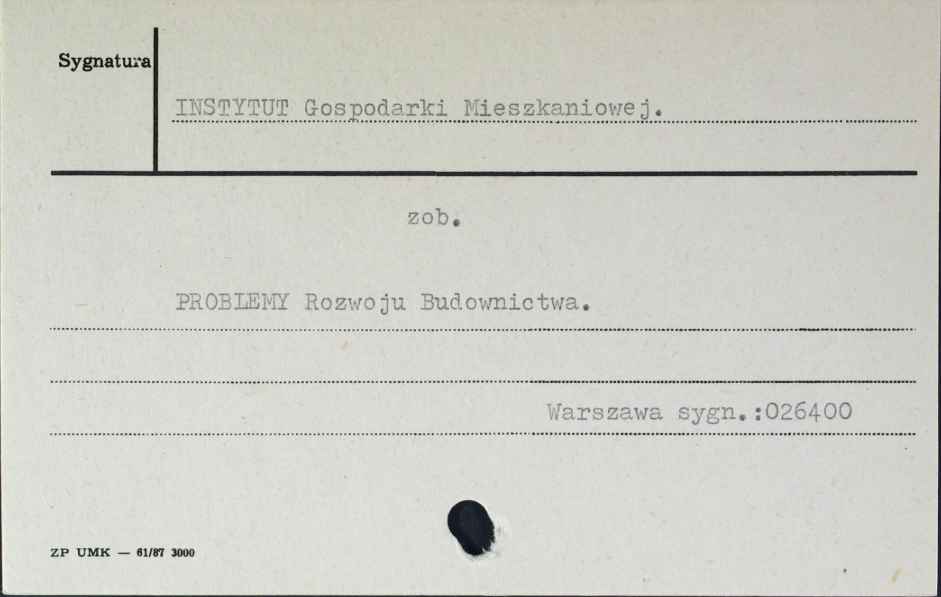 Sygnatura
INSTYTUT Gospodarki Mieszkaniowej.
zob.
PROBLEMY Rozwoju Budownictwa.
Warszawa sygn.:026400
ZP UMK — 61/87 3000